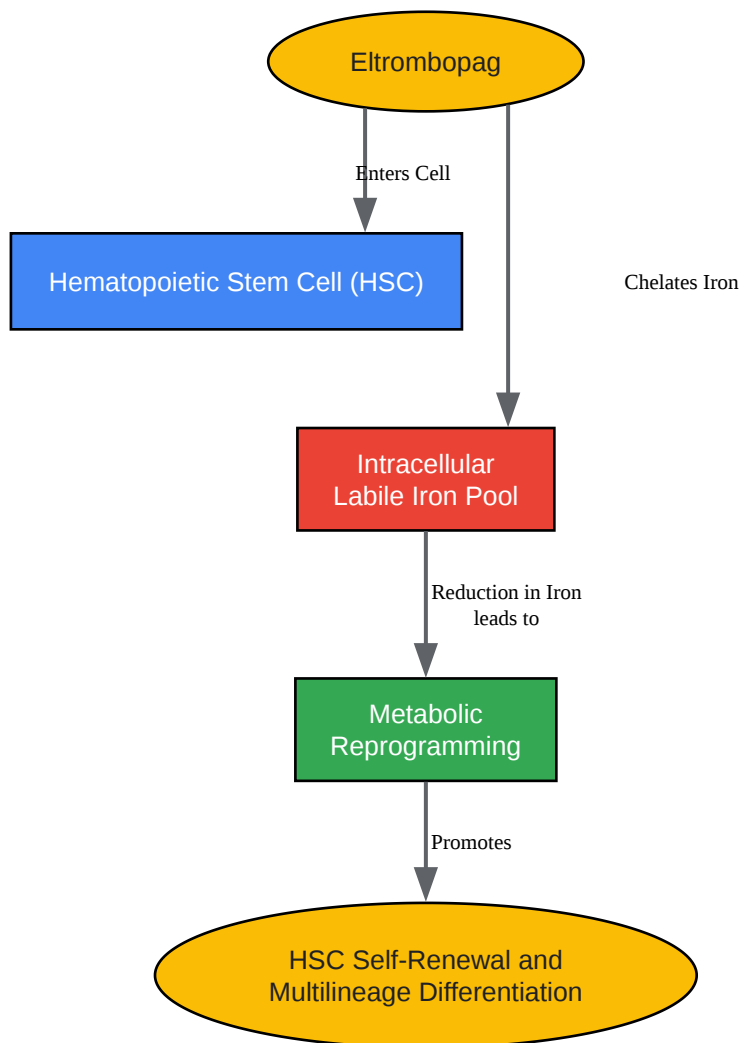 Eltrombopag
Enters Cell
Hematopoietic Stem Cell (HSC)
Chelates Iron
Intracellular
Labile Iron Pool
Reduction in Iron
leads to
Metabolic
Reprogramming
Promotes
HSC Self-Renewal and
Multilineage Differentiation